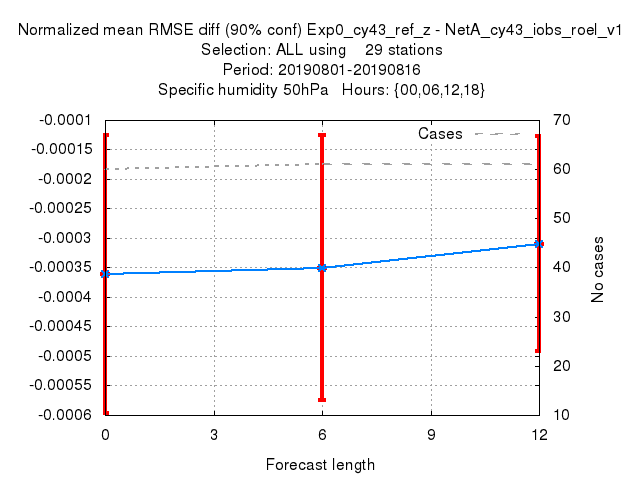 Normalized mean RMSE diff (90% conf) Exp0_cy43_ref_z - NetA_cy43_iobs_roel_v1
Selection: ALL using 29 stations
Period: 20190801-20190816
Specific humidity 50hPa Hours: {00,06,12,18}
-0.0001
-0.00015
-0.0002
-0.00025
-0.0003
-0.00035
-0.0004
-0.00045
-0.0005
-0.00055
-0.0006
Cases
70
60
50
40
30
20
10
No cases
0 3 6 9 12
Forecast length